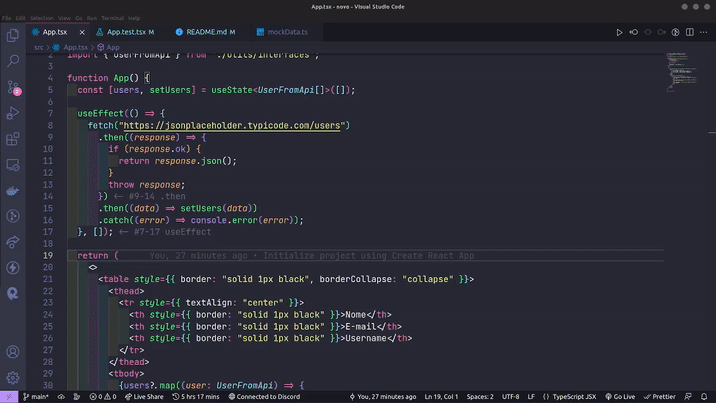 App.tsx - novo - Visual Studio Code
File Edit Selection View Go Run Terminal Help
App.tsx App.test.tsx M README.md M mockData.ts
src > App.tsx > App
2 import { UserFromApi } from "./utils/interfaces";
3
4 function App() {
5 const [users, setUsers] = useState<UserFromApi[]>([]);
6
7 useEffect(() => {
8 fetch("https://jsonplaceholder.typicode.com/users")
9 .then((response) => {
10 if (response.ok) {
11 return response.json();
12 }
13 throw response;
14 }) <- #9-14 .then
15 .then((data) => setUsers(data))
16 .catch((error) => console.error(error));
17 }, []); <- #7-17 useEffect
18
19 return ( You, 27 minutes ago • Initialize project using Create React App
20 <>
21 <table style={{ border: "solid 1px black", borderCollapse: "collapse" }}>
22 <thead>
23 <tr style={{ textAlign: "center" }}>
24 <th style={{ border: "solid 1px black" }}>Nome</th>
25 <th style={{ border: "solid 1px black" }}>E-mail</th>
26 <th style={{ border: "solid 1px black" }}>Username</th>
27 </tr>
28 </thead>
29 <tbody>
30 {users?.map((user: UserFromApi) => {
main* 0 0 Live Share 5 hrs 17 mins Connected to Discord You, 27 minutes ago Ln 19, Col 1 Spaces: 2 UTF-8 LF {} TypeScript JSX Go Live Prettier